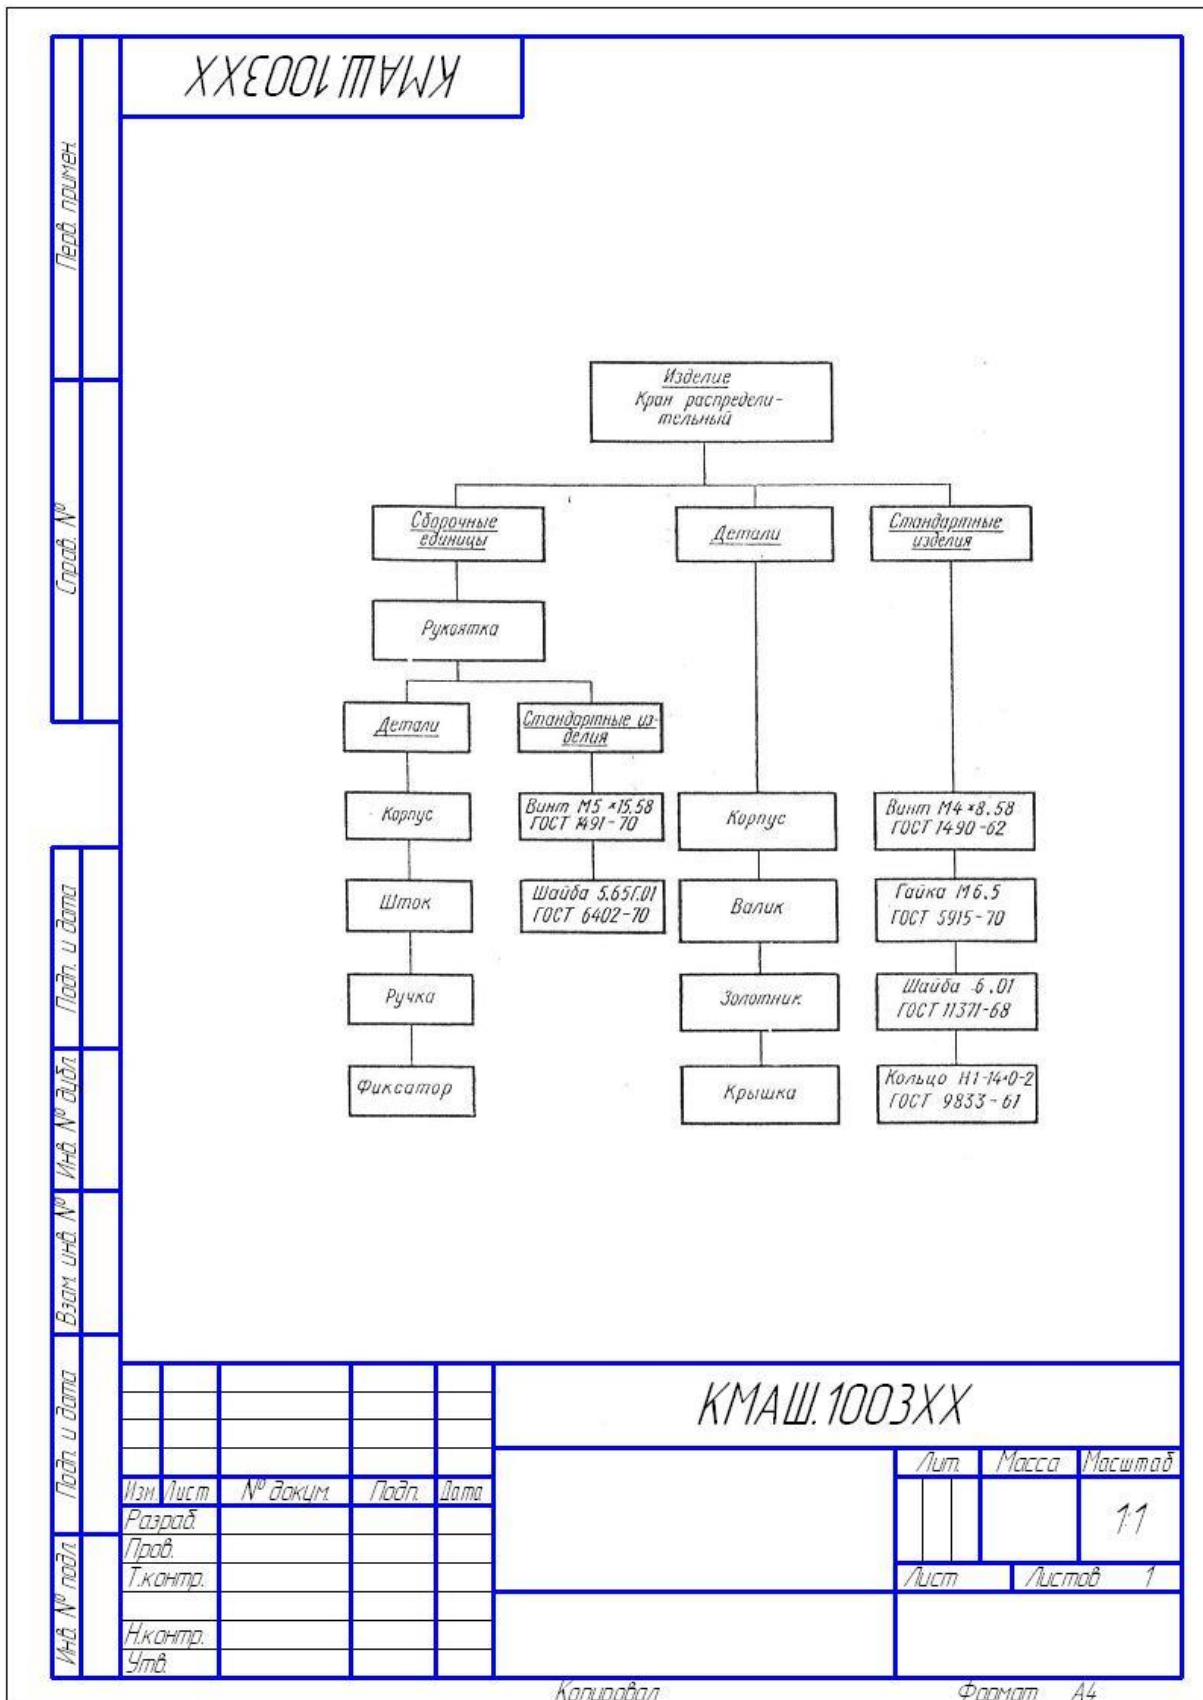 КМАШ.1003ХХ
Перв. примен.
Справ. №
Подп. и дата
Инв. № дубл.
Взам. инв. №
Подп. и дата
Инв. № подл.
Изделие
Кран распредели-
тельный
Сборочные
единицы
Детали
Стандартные
изделия
Рукоятка
Детали
Стандартные из-
делия
Корпус
Винт М5 ×15.58
ГОСТ 1491-70
Корпус
Винт М4×8.58
ГОСТ 1490-62
Шток
Шайба 5.65Г.01
ГОСТ 6402-70
Валик
Гайка М6.5
ГОСТ 5915-70
Ручка
Золотник
Шайба 6.01
ГОСТ 11371-68
Фиксатор
Крышка
Кольцо Н1-14×0-2
ГОСТ 9833-61
КМАШ.1003ХХ
Изм. Лист № докум. Подп. Дата
Разраб.
Пров.
Т.контр.
Н.контр.
Утв.
Лит. Масса Масштаб
1:1
Лист Листов 1
Копировал Формат А4